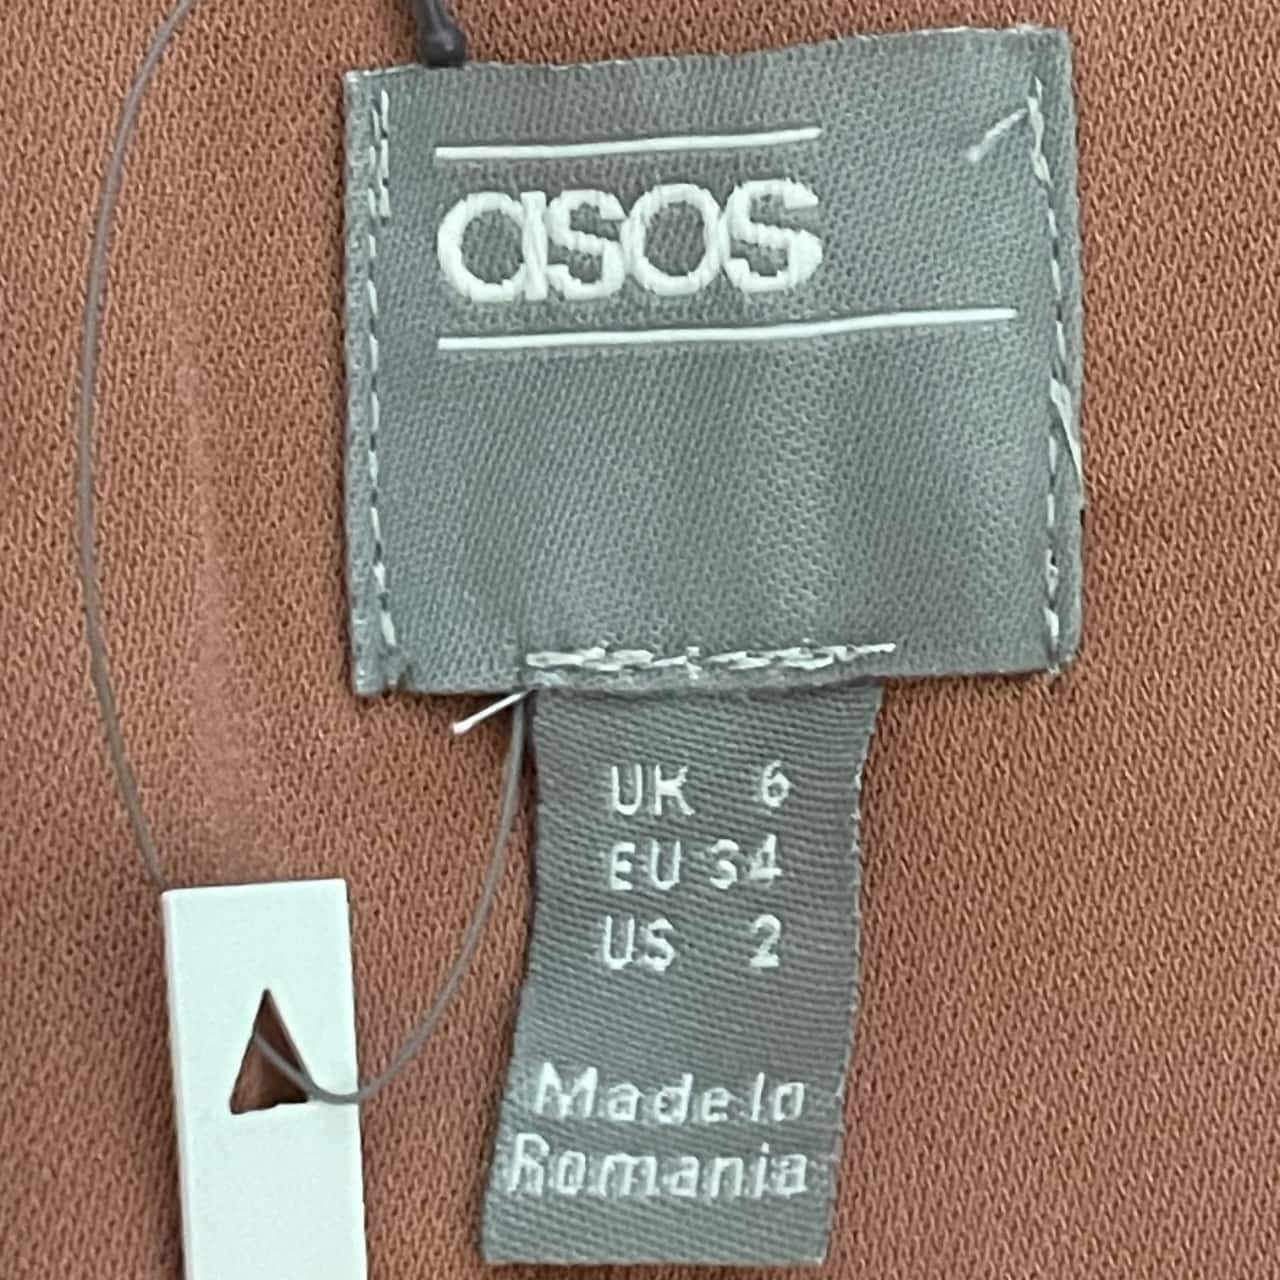 asos
UK 6
EU 34
US 2
Made in
Romania